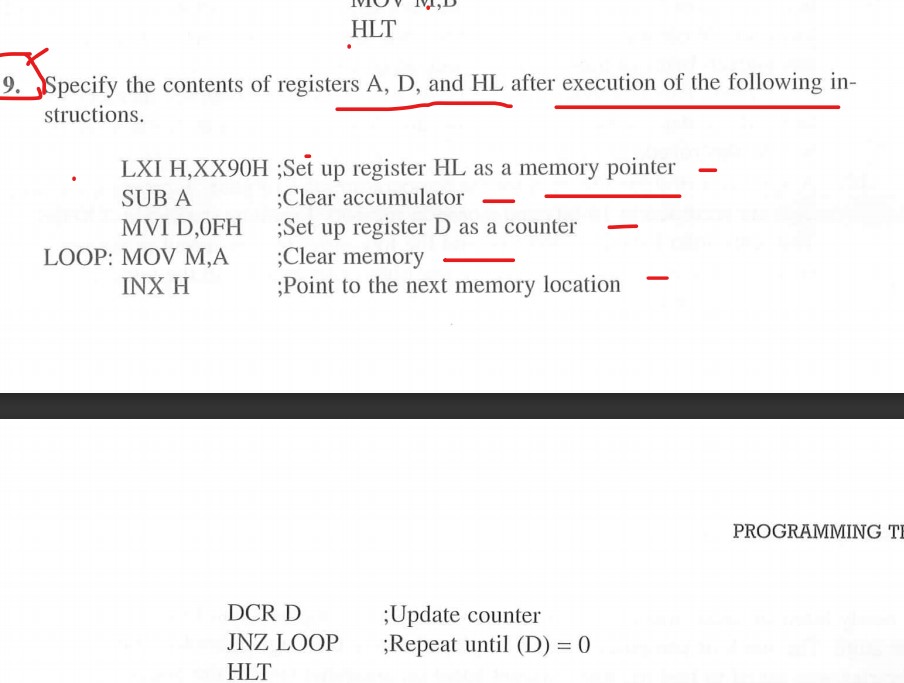 MOV M,B
HLT
9. Specify the contents of registers A, D, and HL after execution of the following in-
structions.
LXI H,XX90H ;Set up register HL as a memory pointer
SUB A ;Clear accumulator
MVI D,0FH ;Set up register D as a counter
LOOP: MOV M,A ;Clear memory
INX H ;Point to the next memory location
PROGRAMMING
DCR D ;Update counter
JNZ LOOP ;Repeat until (D) = 0
HLT